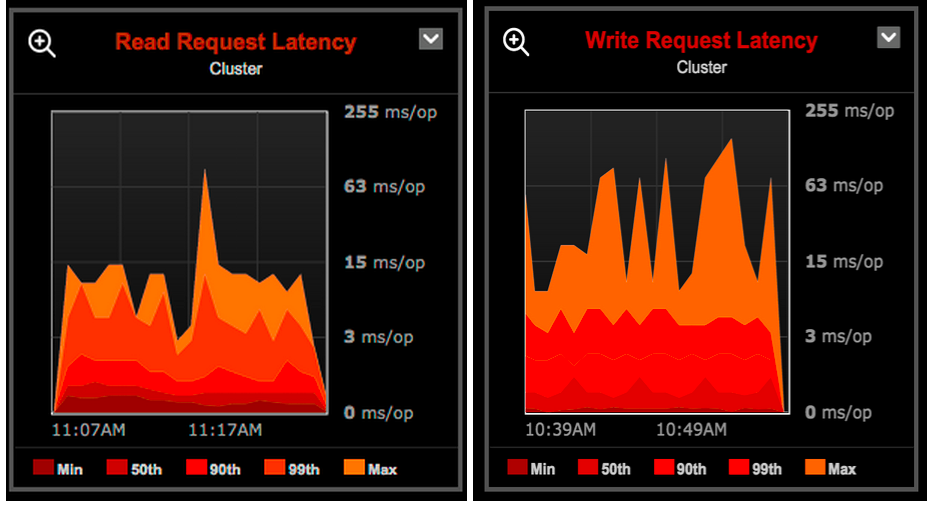 Read Request Latency
Cluster
255 ms/op
63 ms/op
15 ms/op
3 ms/op
0 ms/op
11:07AM 11:17AM
Min 50th 90th 99th Max
Write Request Latency
Cluster
255 ms/op
63 ms/op
15 ms/op
3 ms/op
0 ms/op
10:39AM 10:49AM
Min 50th 90th 99th Max